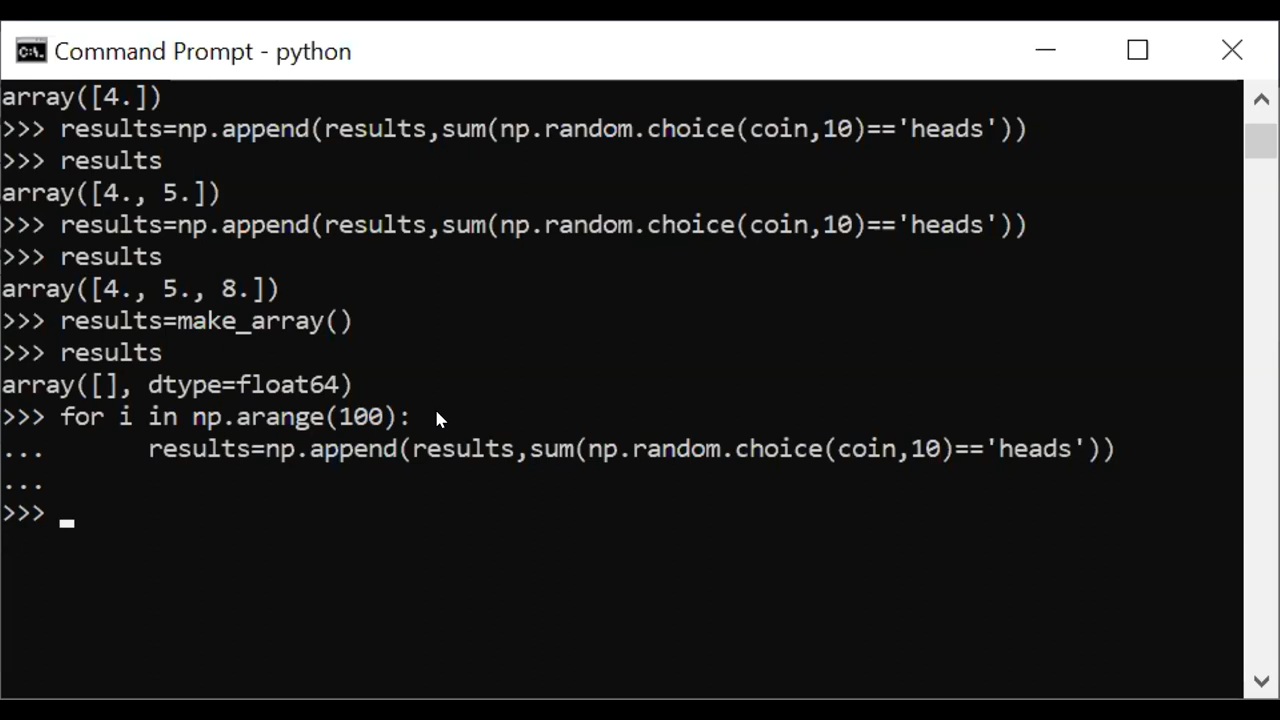 Command Prompt - python
array([4.])
>>> results=np.append(results,sum(np.random.choice(coin,10)=='heads'))
>>> results
array([4., 5.])
>>> results=np.append(results,sum(np.random.choice(coin,10)=='heads'))
>>> results
array([4., 5., 8.])
>>> results=make_array()
>>> results
array([], dtype=float64)
>>> for i in np.arange(100):
...       results=np.append(results,sum(np.random.choice(coin,10)=='heads'))
...
>>>